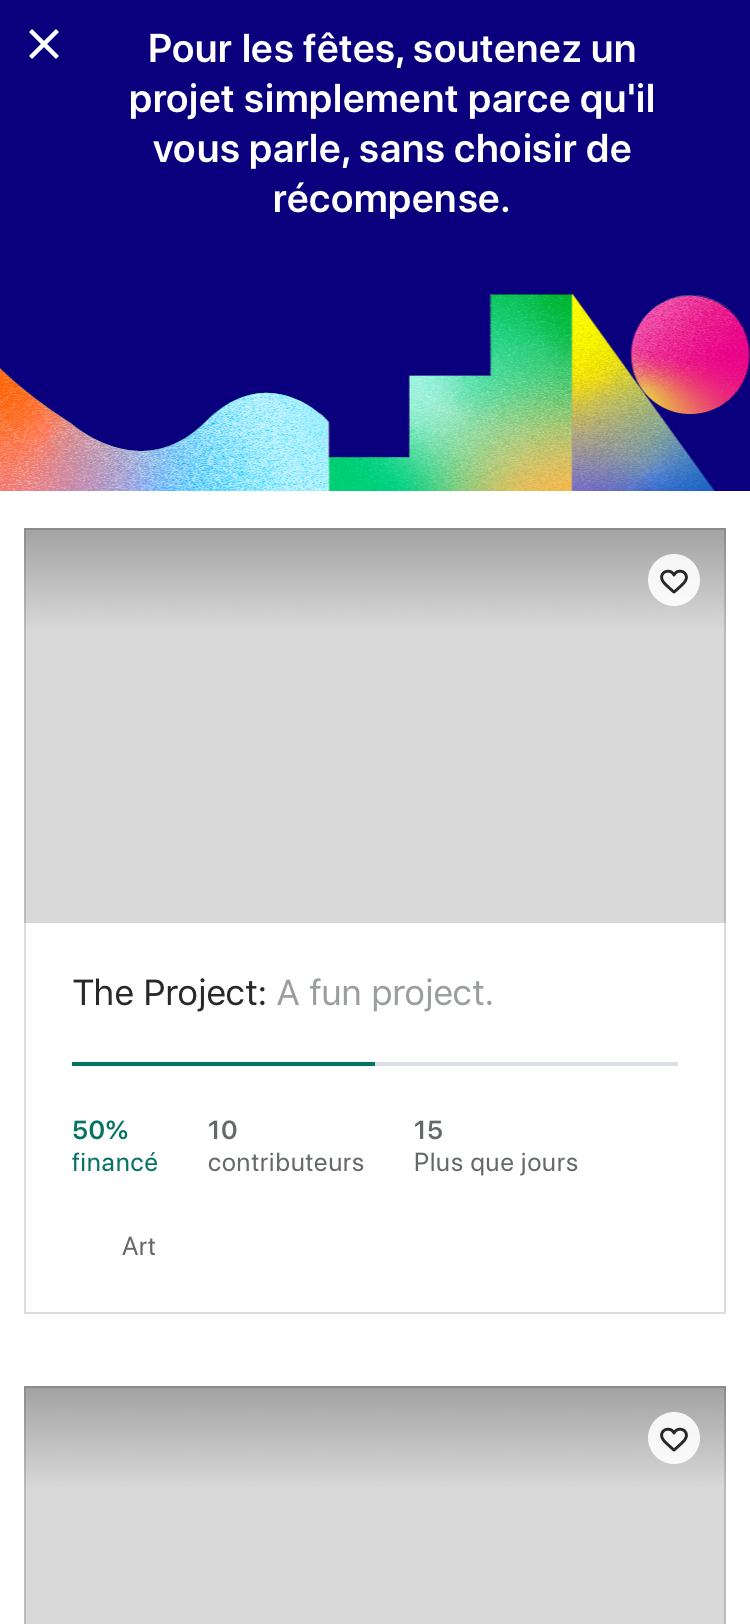 Pour les fêtes, soutenez un
projet simplement parce qu'il
vous parle, sans choisir de
récompense.
The Project: A fun project.
50%
financé
10
contributeurs
15
Plus que jours
Art